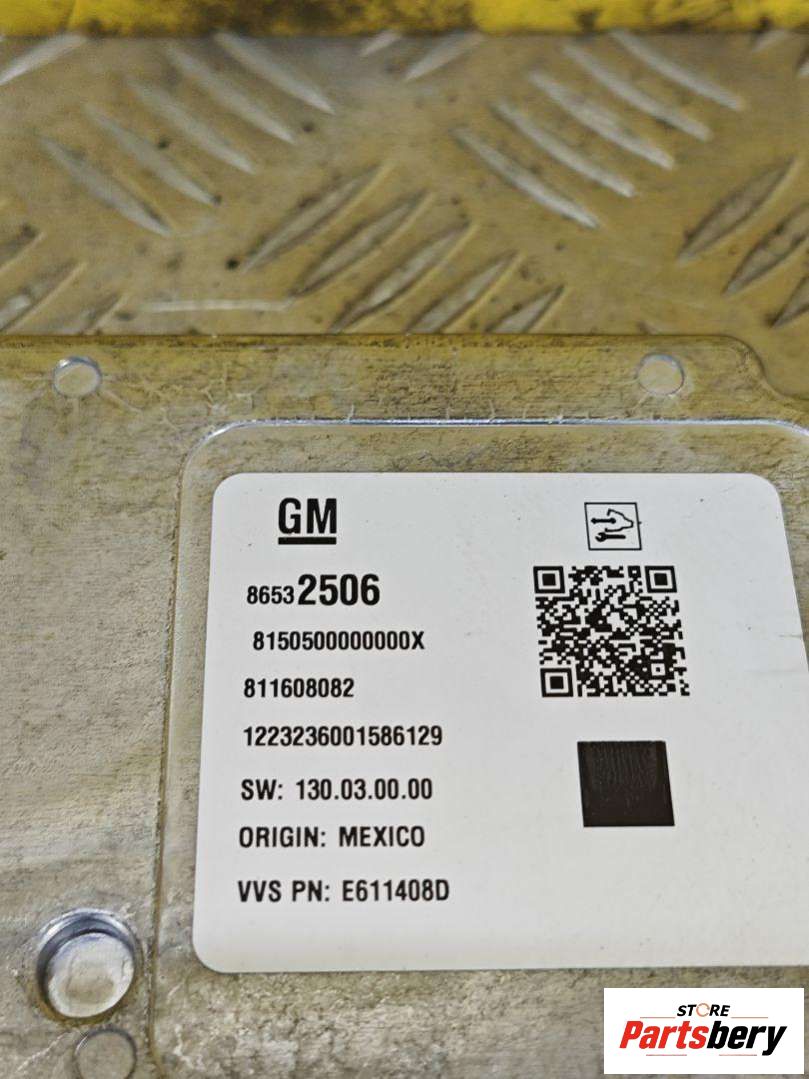 GM
86532506
8150500000000X
811608082
1223236001586129
SW: 130.03.00.00
ORIGIN: MEXICO
VVS PN: E611408D
STORE
Partsbery